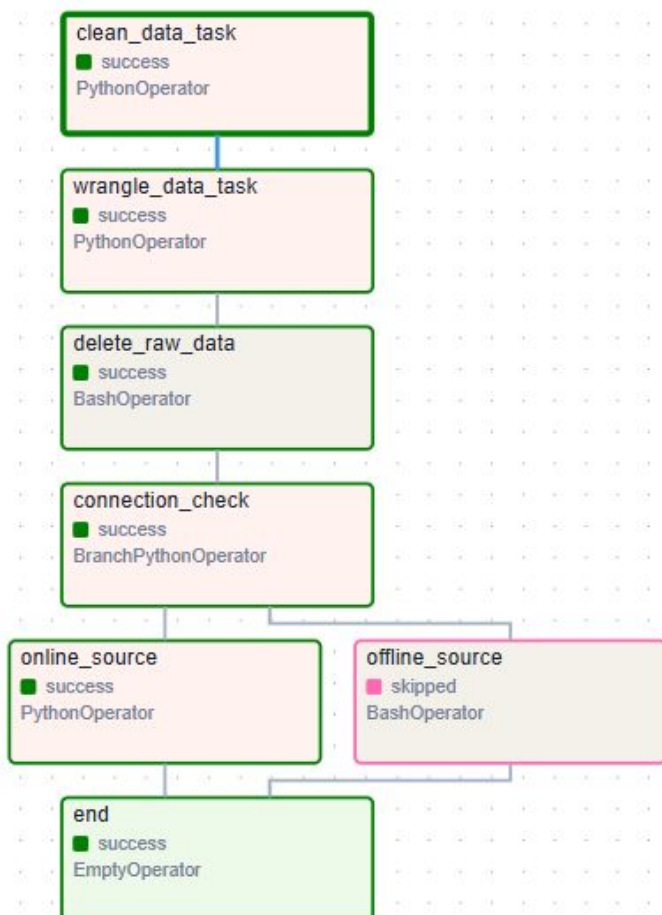 clean_data_task
success
PythonOperator
wrangle_data_task
success
PythonOperator
delete_raw_data
success
BashOperator
connection_check
success
BranchPythonOperator
online_source
success
PythonOperator
offline_source
skipped
BashOperator
end
success
EmptyOperator